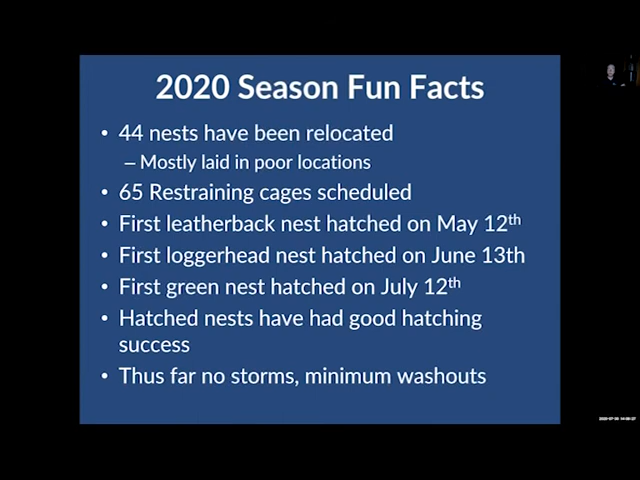 2020 Season Fun Facts
• 44 nests have been relocated
– Mostly laid in poor locations
• 65 Restraining cages scheduled
• First leatherback nest hatched on May 12th
• First loggerhead nest hatched on June 13th
• First green nest hatched on July 12th
• Hatched nests have had good hatching
success
• Thus far no storms, minimum washouts